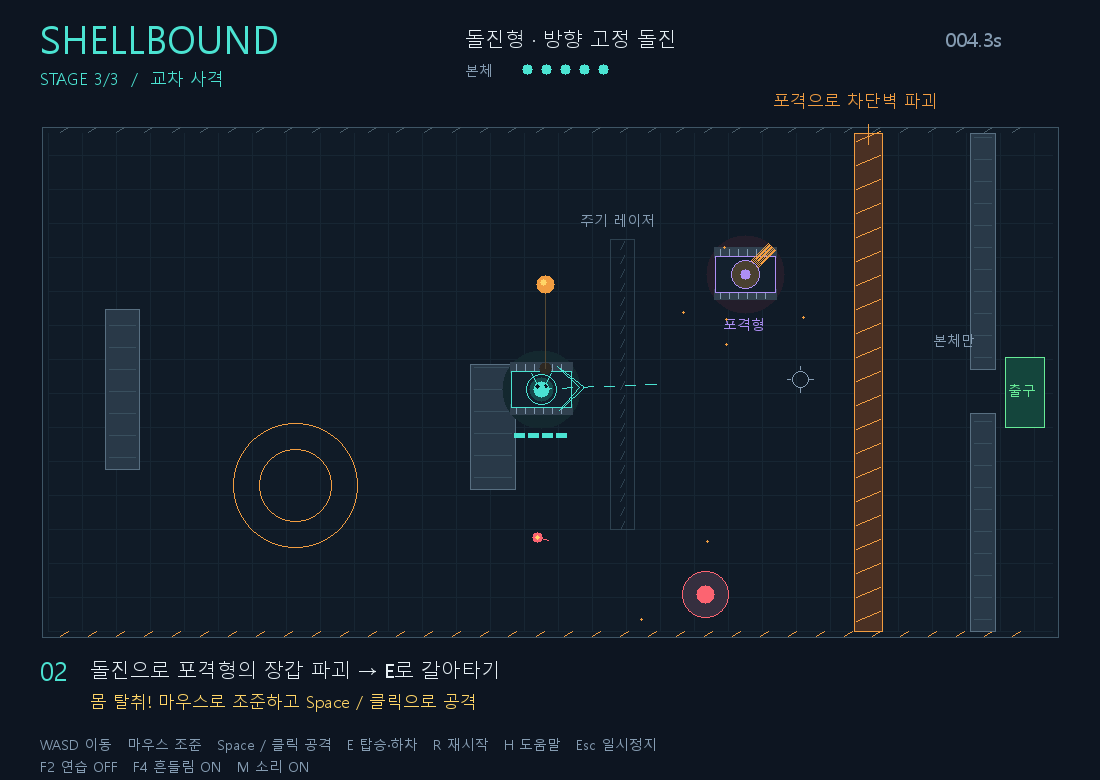 SHELLBOUND
돌진형 · 방향 고정 돌진
004.3s
본체
STAGE 3/3 / 교차 사격
포격으로 차단벽 파괴
주기 레이저
포격형
본체만
출구
02 돌진으로 포격형의 장갑 파괴 → E로 갈아타기
몸 탈취! 마우스로 조준하고 Space / 클릭으로 공격
WASD 이동 마우스 조준 Space / 클릭 공격 E 탑승·하차 R 재시작 H 도움말 Esc 일시정지
F2 연습 OFF F4 흔들림 ON M 소리 ON